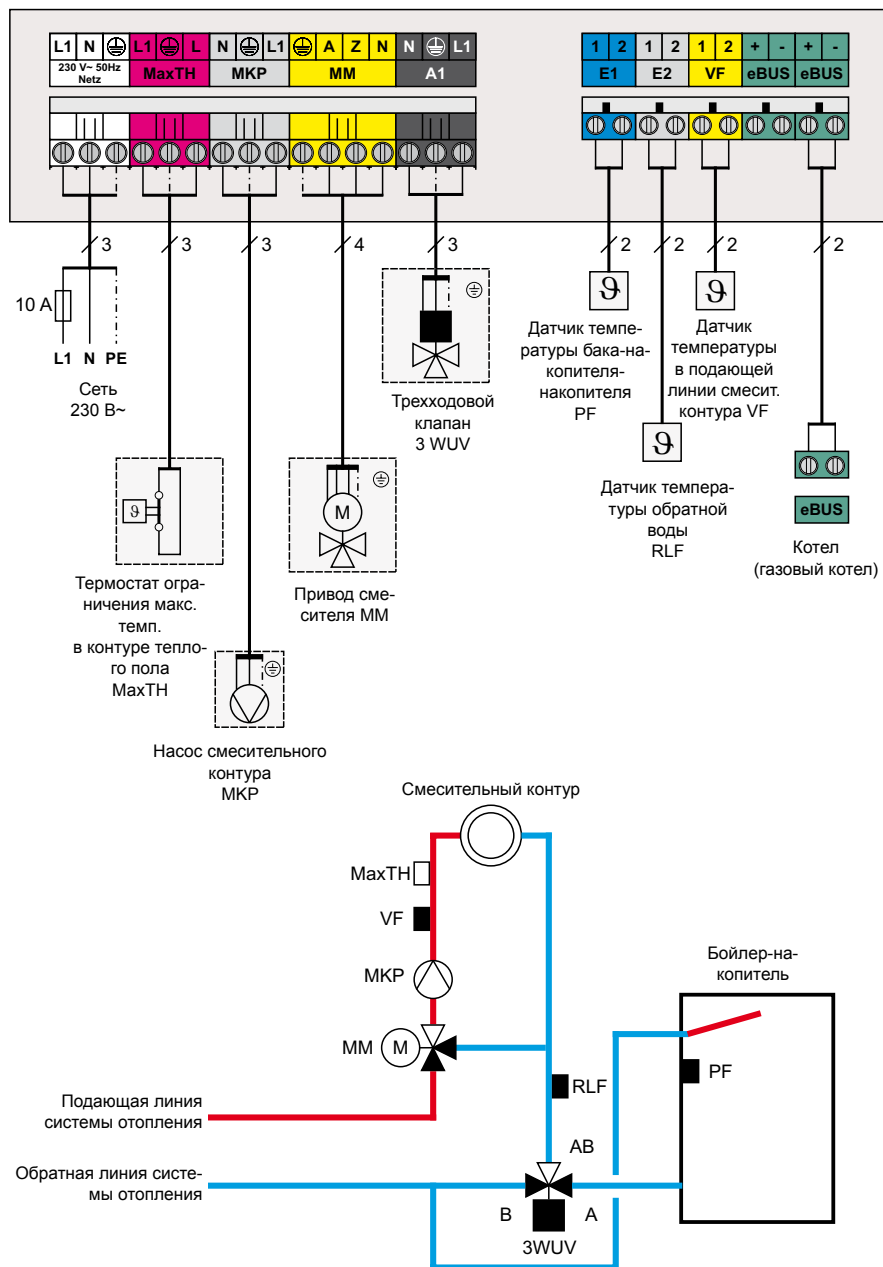 L1 N L1 L N L1 A Z N N L1
230 V~ 50Hz
Netz
MaxTH MKP MM A1
1 2 1 2 1 2 + - + -
E1 E2 VF eBUS eBUS
3 3 3 4 3 2 2 2 2
10 A
L1 N PE
Сеть
230 В~
Термостат огра-
ничения макс.
темп.
в контуре тепло-
го пола
MaxTH
Насос смесительного
контура
MKP
M
Привод сме-
сителя ММ
Трехходовой
клапан
3 WUV
ϑ
Датчик темпе-
ратуры бака-на-
копителя-
накопителя
PF
ϑ
Датчик темпера-
туры обратной
воды
RLF
ϑ
Датчик
температуры
в подающей
линии смесит.
контура VF
ϑ
eBUS
Котел
(газовый котел)
Смесительный контур
MaxTH
VF
MKP
MM M
RLF
Бойлер-на-
копитель
PF
Подающая линия
системы отопления
Обратная линия систе-
мы отопления
AB
B A
3WUV